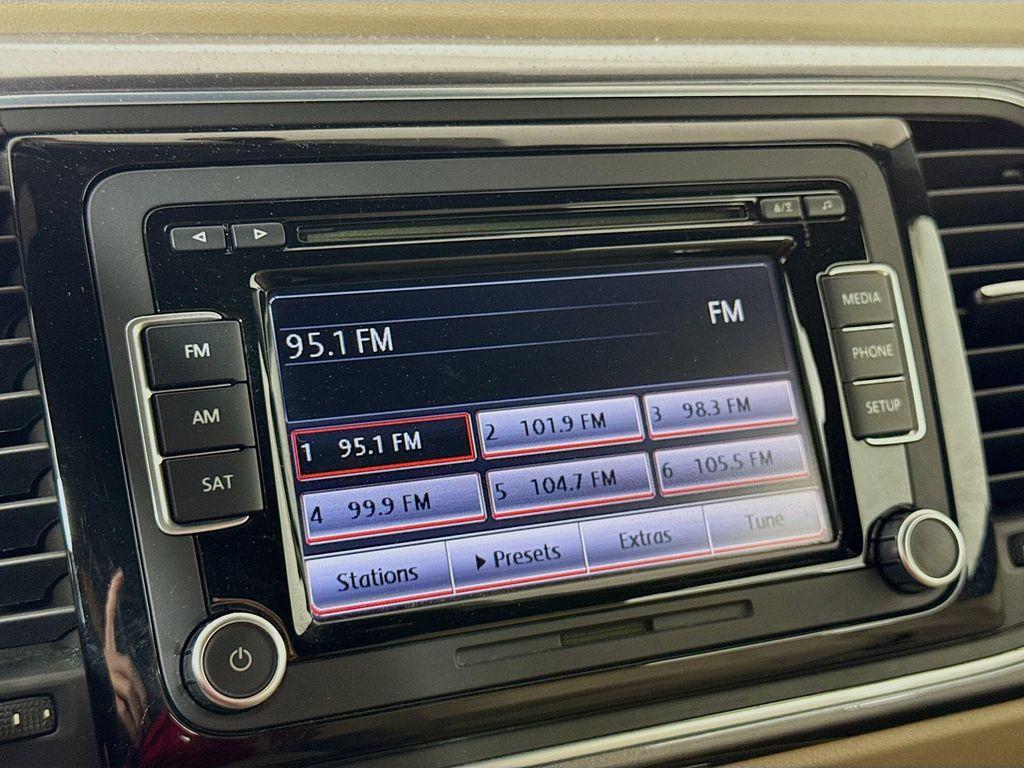 FM
AM
SAT
95.1 FM
FM
1 95.1 FM
2 101.9 FM
3 98.3 FM
4 99.9 FM
5 104.7 FM
6 105.5 FM
Stations
Presets
Extras
Tune
MEDIA
PHONE
SETUP